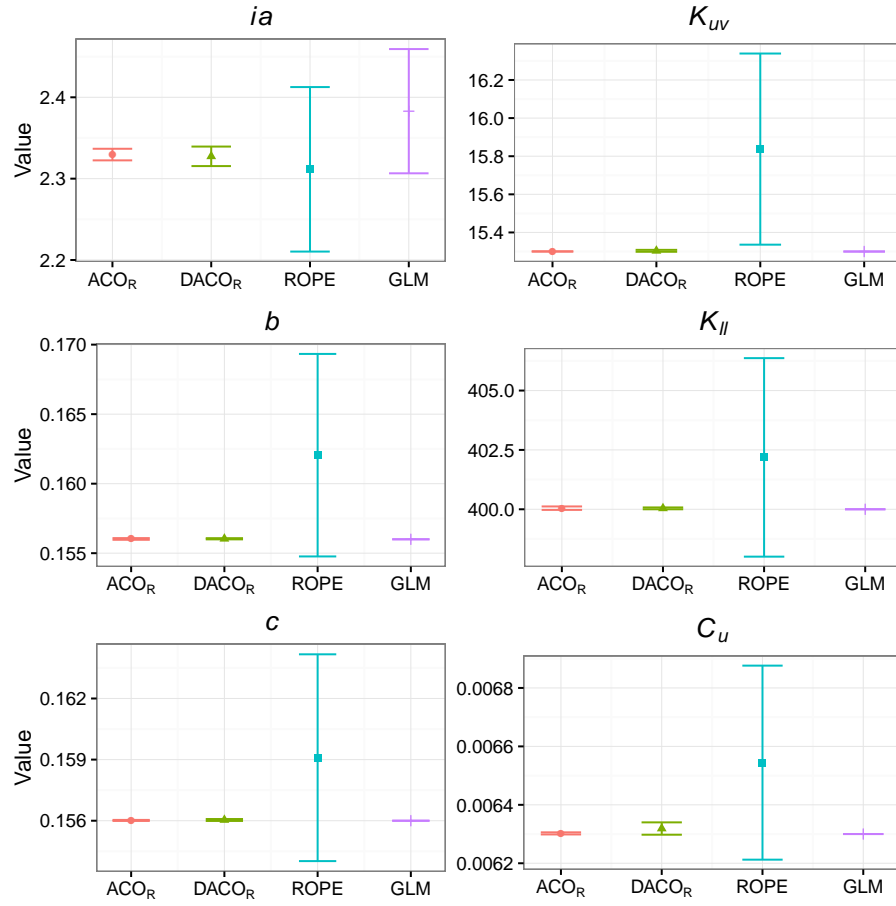 ia
2.4
2.3
2.2
Value
ACO_R DACO_R ROPE GLM
K_uv
16.2
16.0
15.8
15.6
15.4
ACO_R DACO_R ROPE GLM
b
0.170
0.165
0.160
0.155
Value
ACO_R DACO_R ROPE GLM
K_ll
405.0
402.5
400.0
ACO_R DACO_R ROPE GLM
c
0.162
0.159
0.156
Value
ACO_R DACO_R ROPE GLM
C_u
0.0068
0.0066
0.0064
0.0062
ACO_R DACO_R ROPE GLM